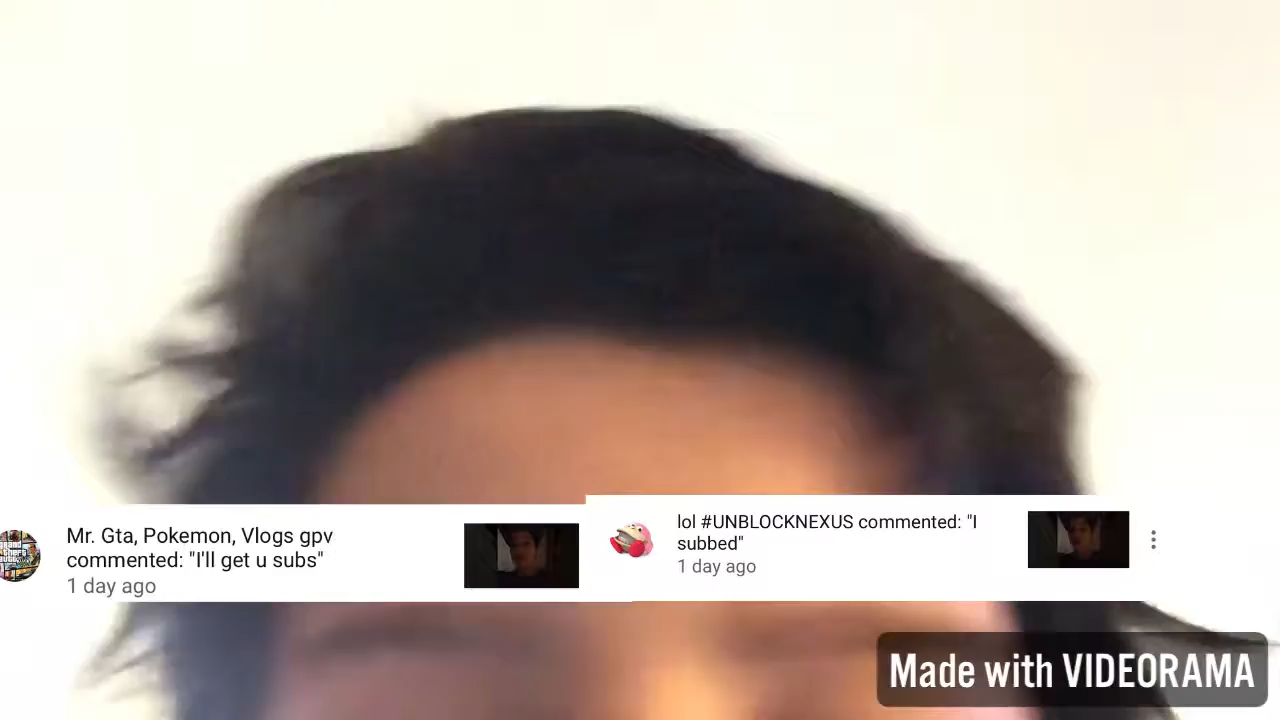 Mr. Gta, Pokemon, Vlogs gpv
commented: "I'll get u subs"
1 day ago
lol #UNBLOCKNEXUS commented: "I
subbed"
1 day ago
Made with VIDEORAMA